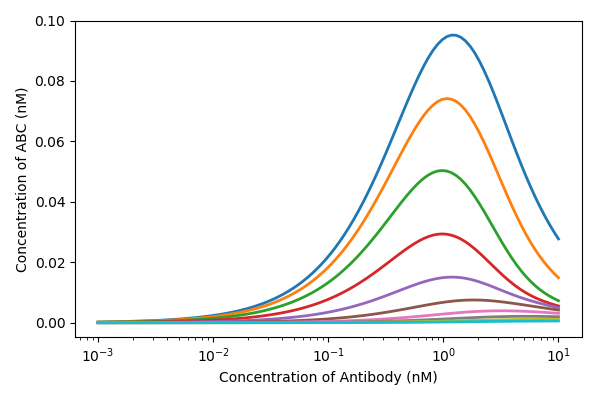 0.10
0.08
0.06
0.04
0.02
0.00
Concentration of ABC (nM)
10⁻³ 10⁻² 10⁻¹ 10⁰ 10¹
Concentration of Antibody (nM)